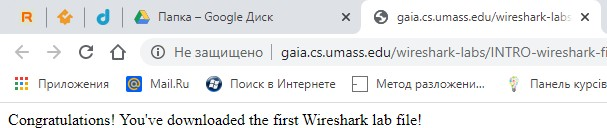 Папка – Google Диск
gaia.cs.umass.edu/wireshark-labs
Не защищено | gaia.cs.umass.edu/wireshark-labs/INTRO-wireshark-fi
Приложения Mail.Ru Поиск в Интернете Метод разложени... Панель курсів
Congratulations! You've downloaded the first Wireshark lab file!